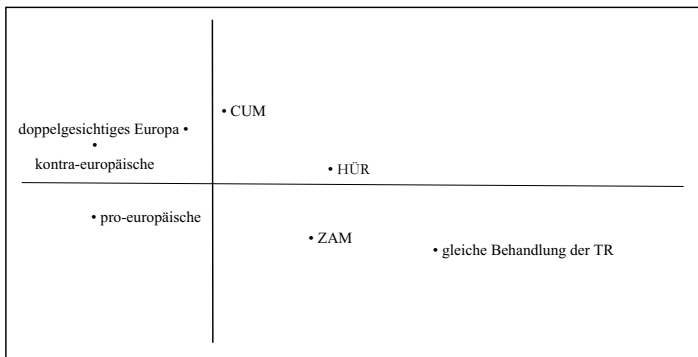 • CUM
doppelgesichtiges Europa •
•
kontra-europäische
• HÜR
• pro-europäische
• ZAM
• gleiche Behandlung der TR